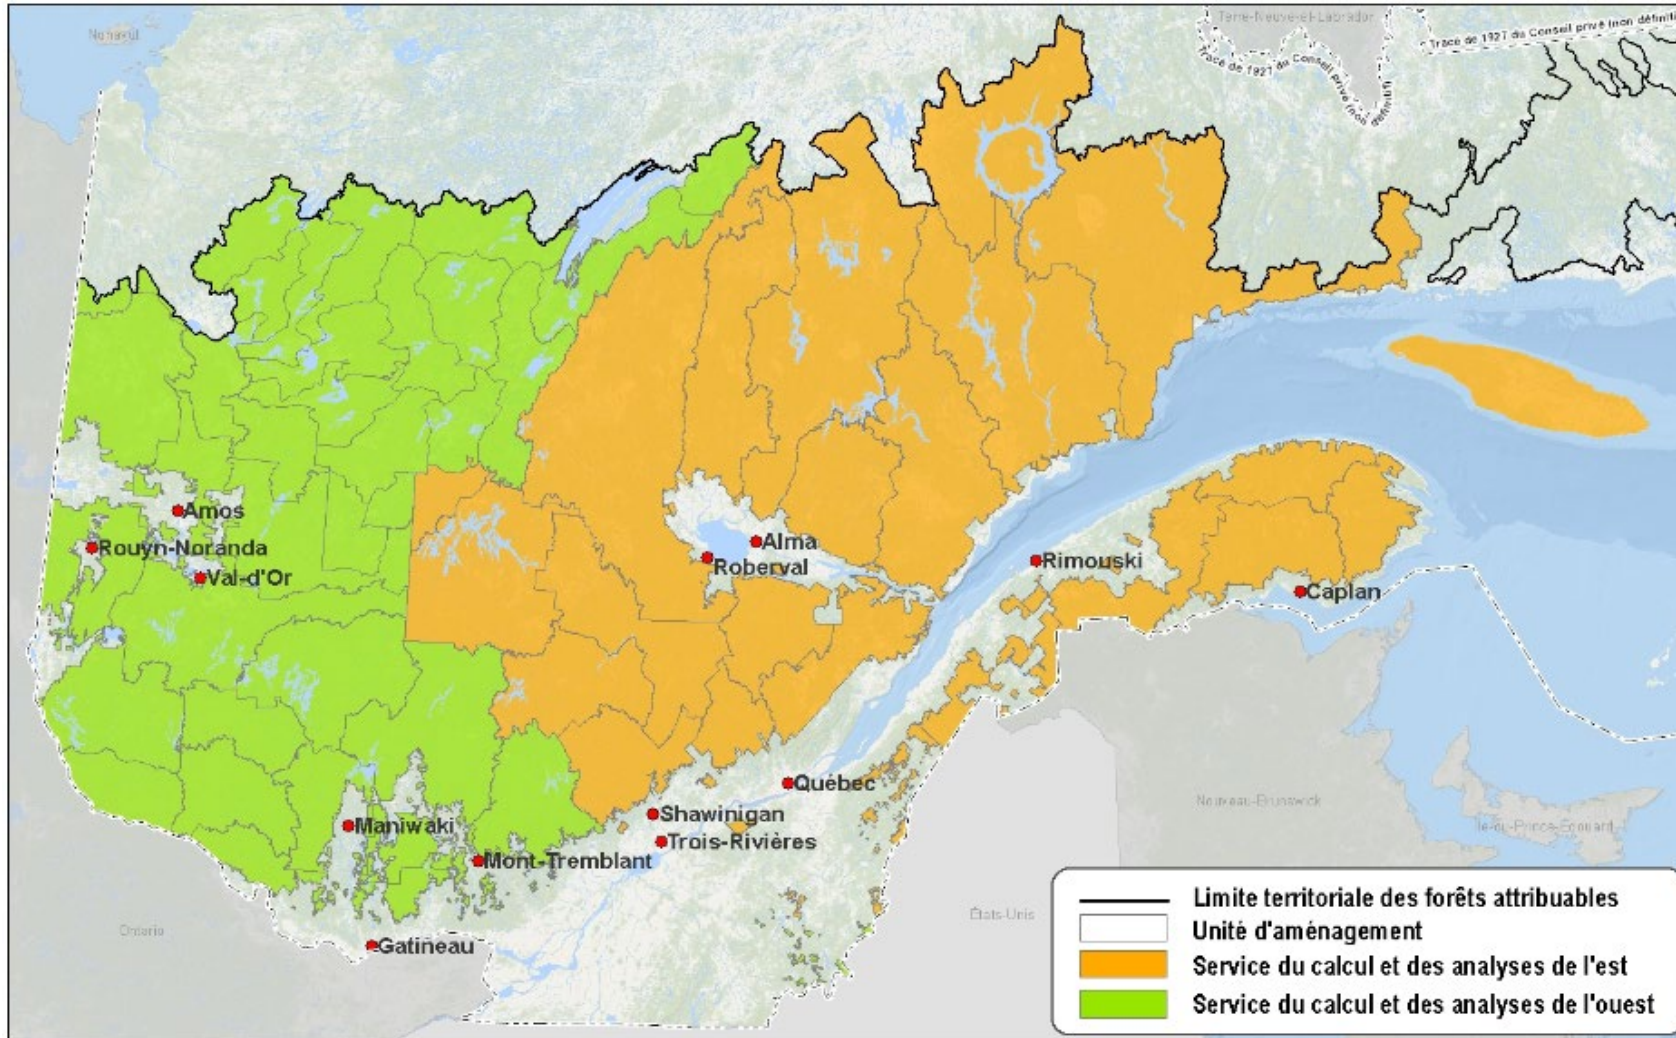 Nunavut
Terre-Neuve-et-Labrador
Tracé de 1927 du Conseil privé (non définitif)
Tracé de 1927 du Conseil privé (non défini
Amos
Rouyn-Noranda
Val-d'Or
Alma
Roberval
Rimouski
Caplan
Québec
Shawinigan
Trois-Rivières
Maniwaki
Mont-Tremblant
Gatineau
Nouveau-Brunswick
Île-du-Prince-Édouard
États-Unis
Ontario
Limite territoriale des forêts attribuables
Unité d'aménagement
Service du calcul et des analyses de l'est
Service du calcul et des analyses de l'ouest